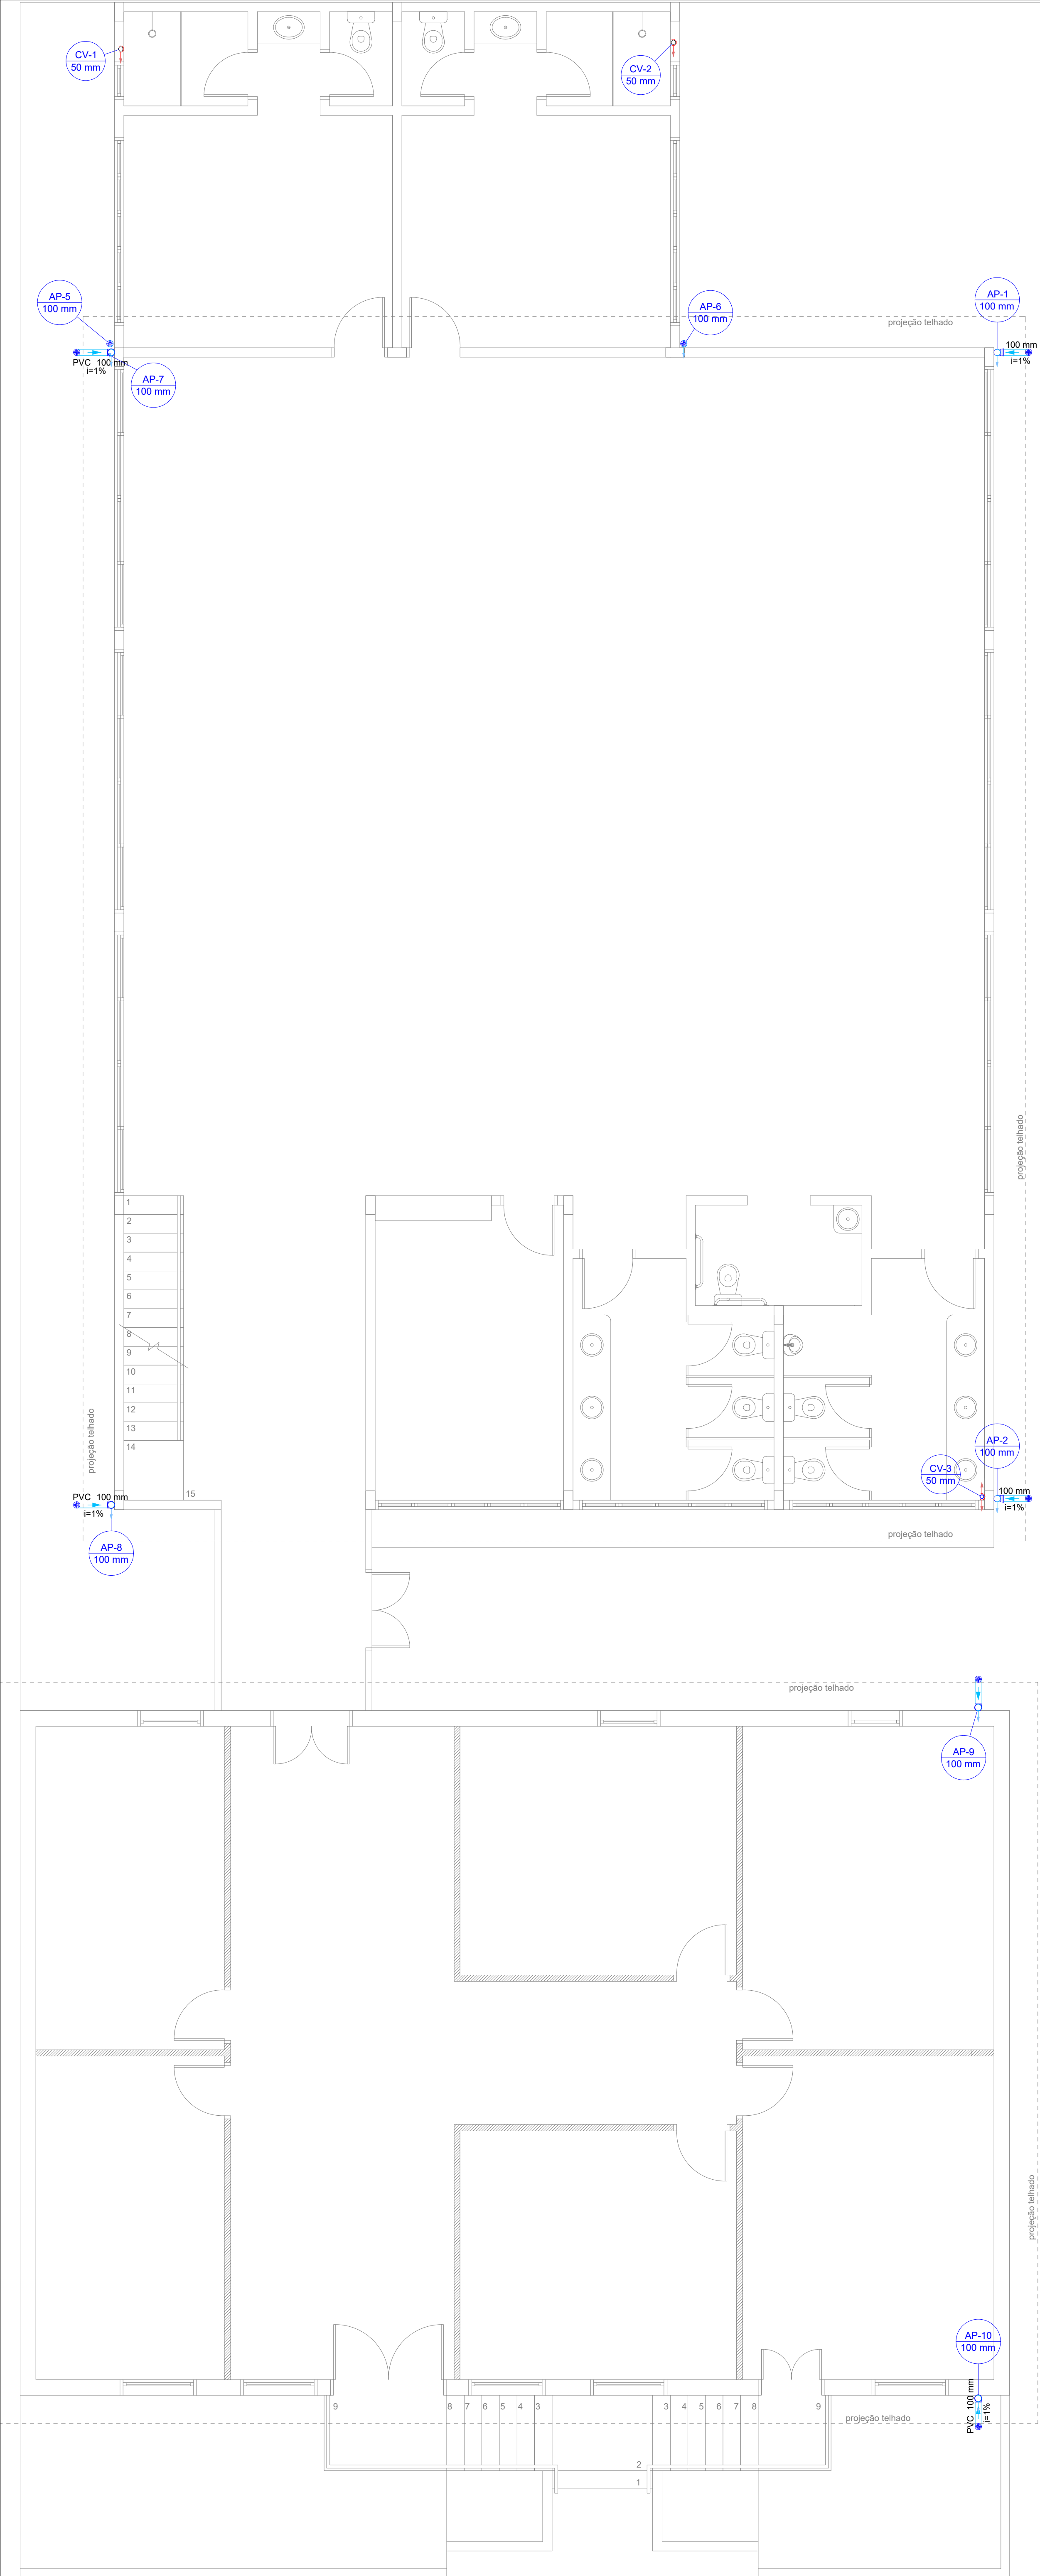 CV-1
50 mm
CV-2
50 mm
AP-5
100 mm
AP-6
100 mm
AP-1
100 mm
projeção telhado
100 mm
i=1%
PVC 100 mm
i=1%
AP-7
100 mm
projeção telhado
1
2
3
4
5
6
7
8
9
10
11
12
13
14
15
projeção telhado
AP-2
100 mm
CV-3
50 mm
100 mm
i=1%
PVC 100 mm
i=1%
AP-8
100 mm
projeção telhado
projeção telhado
AP-9
100 mm
projeção telhado
AP-10
100 mm
PVC 100 mm
i=1%
projeção telhado
9
8
7
6
5
4
3
3
4
5
6
7
8
9
2
1